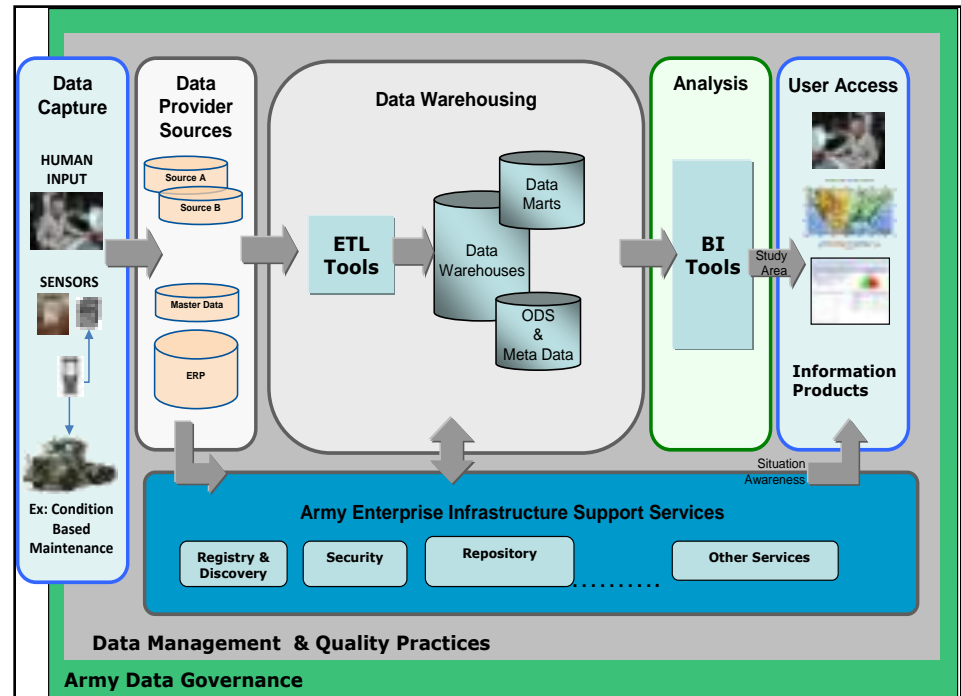 Data
Capture
HUMAN
INPUT
SENSORS
Ex: Condition
Based
Maintenance
Data
Provider
Sources
Source A
Source B
Master Data
ERP
Data Warehousing
ETL
Tools
Data
Marts
Data
Warehouses
ODS
&
Meta Data
Analysis
BI
Tools
Study
Area
User Access
Information
Products
Situation
Awareness
Army Enterprise Infrastructure Support Services
Registry &
Discovery
Security
Repository
. . . . . . . . . .
Other Services
Data Management & Quality Practices
Army Data Governance